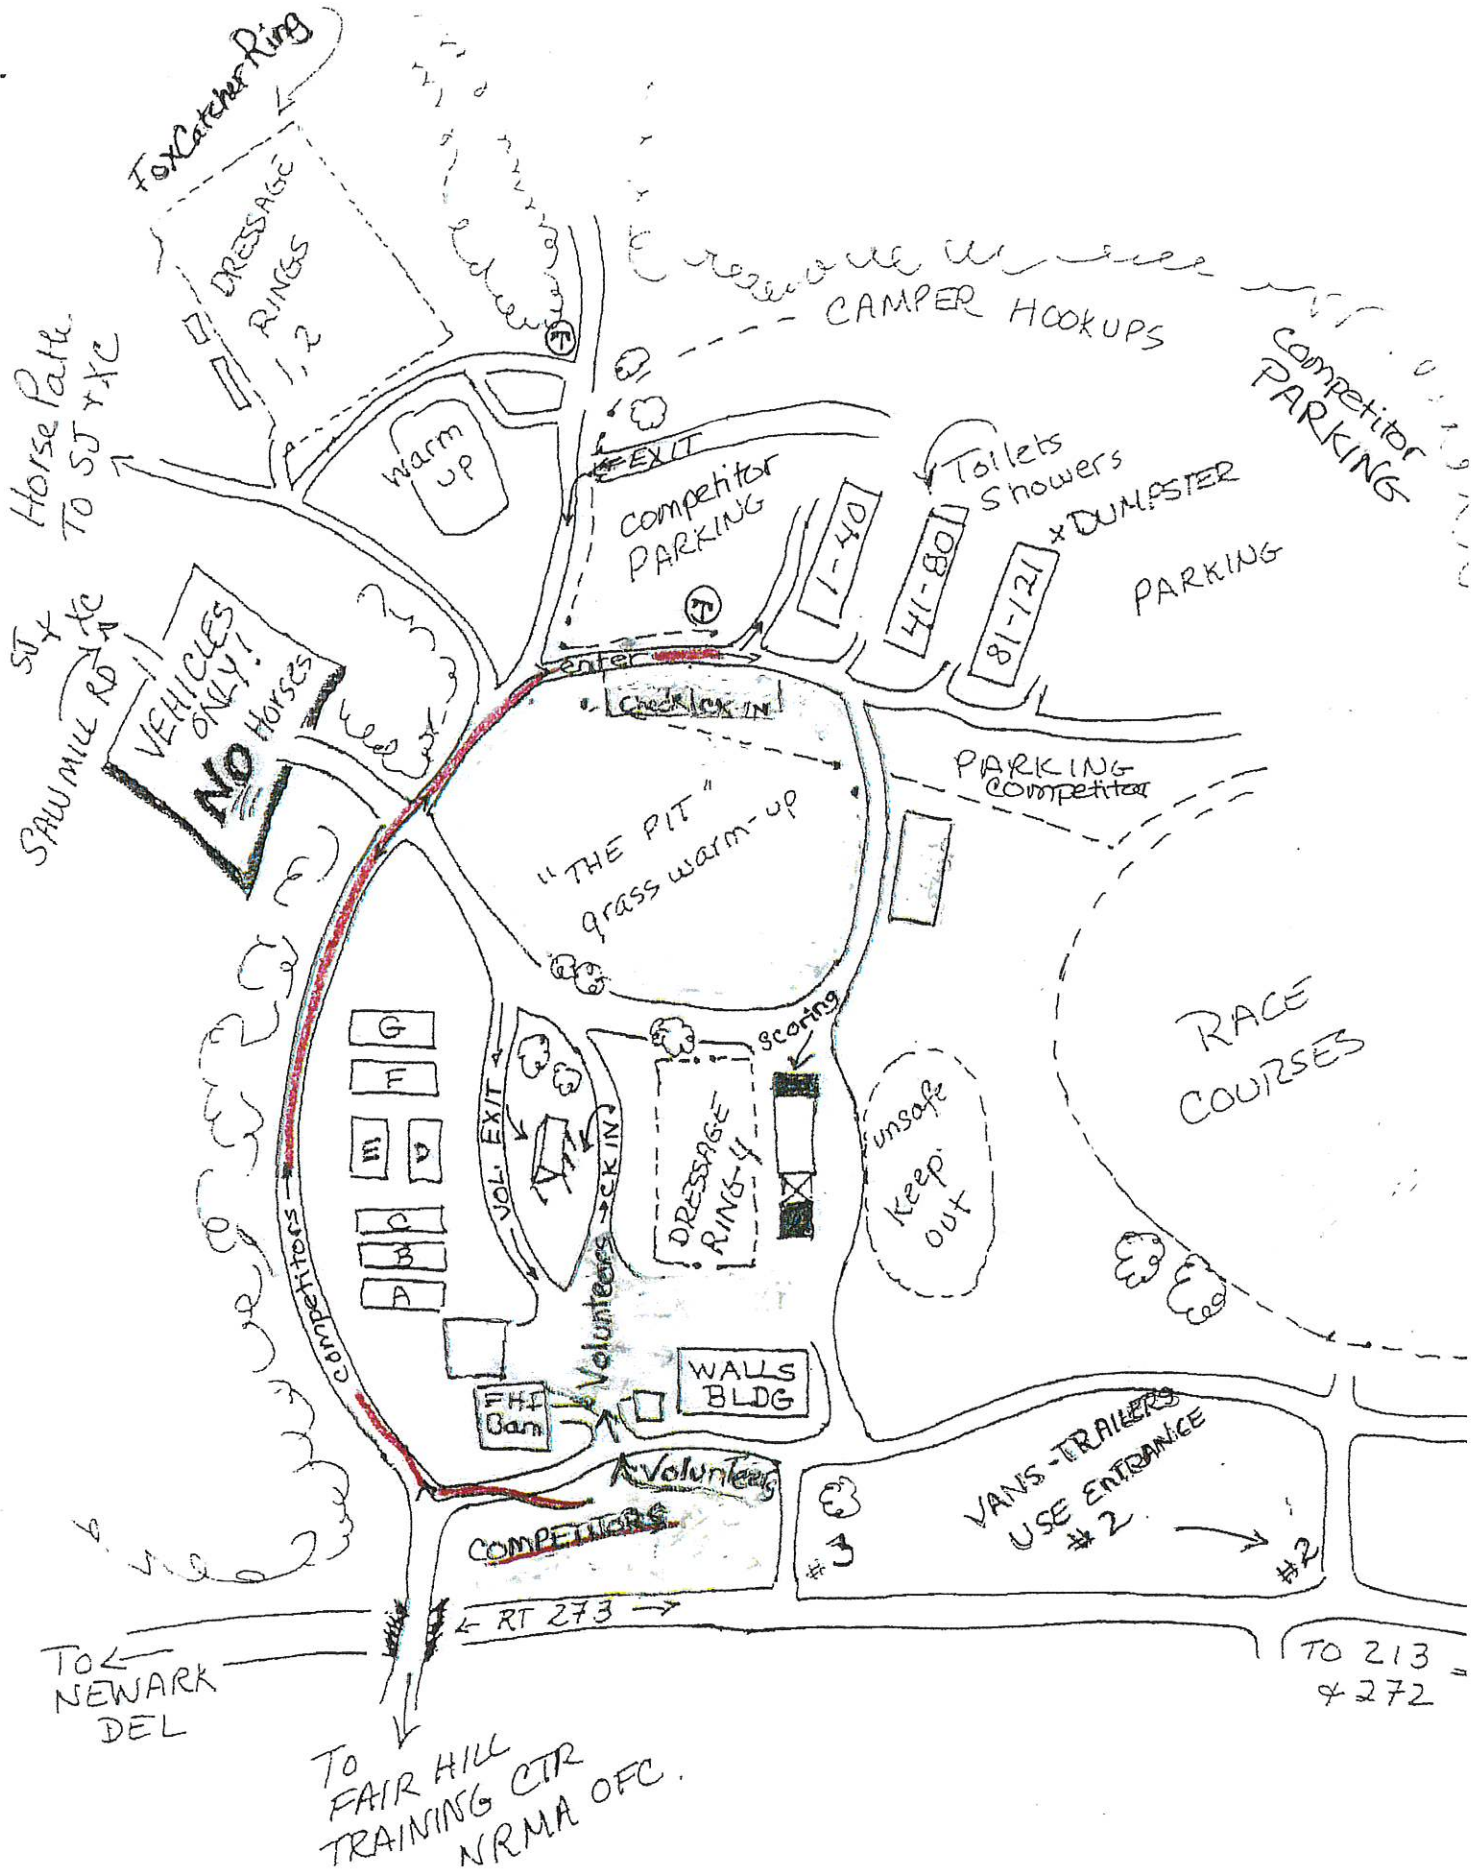 FoxCatcher Ring
DRESSAGE
RINGS
1, 2
Horse Path
TO SJ + XC
warm
up
T
CAMPER HOOKUPS
Competitor
PARKING
EXIT
Competitor
PARKING
Toilets
Showers
x DUMPSTER
PARKING
1-40
41-80
81-121
T
enter
SJ + XC
SAWMILL RD
VEHICLES
ONLY!
NO Horses
PARKING
Competitor
"THE PIT"
grass warm-up
RACE
COURSES
Scoring
G
F
E
D
C
B
A
VOL. EXIT
CK IN
DRESSAGE
RING-4
unsafe
keep
out
Competitors
Volunteers
WALLS
BLDG
FHI
Barn
Volunteers
COMPETITORS
VANS-TRAILERS
USE ENTRANCE
#2
#3
#2
← RT 273 →
TO ←
NEWARK
DEL
TO 213
& 272
TO
FAIR HILL
TRAINING CTR
NRMA OFC.